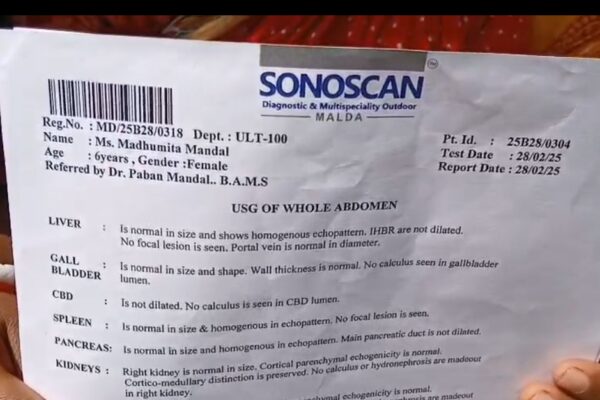 SONOSCAN
Diagnostic & Multispeciality Outdoor
MALDA
Reg.No. : MD/25B28/0318 Dept. : ULT-100
Name : Ms. Madhumita Mandal
Age : 6years , Gender :Female
Referred by Dr. Paban Mandal.. B.A.M.S
Pt. Id. : 25B28/0304
Test Date : 28/02/25
Report Date : 28/02/25
USG OF WHOLE ABDOMEN
LIVER : Is normal in size and shows homogenous echopattern. IHBR are not dilated.
No focal lesion is seen. Portal vein is normal in diameter.
GALL BLADDER : Is normal in size and shape. Wall thickness is normal. No calculus seen in gallbladder
lumen.
CBD : Is not dilated. No calculus is seen in CBD lumen.
SPLEEN : Is normal in size & homogenous in echopattern. No focal lesion is seen.
PANCREAS: Is normal in size and homogenous in echopattern. Main pancreatic duct is not dilated.
KIDNEYS : Right kidney is normal in size. Cortical parenchymal echogenicity is normal.
Cortico-medullary distinction is preserved. No calculus or hydronephrosis are madeout
in right kidney.
echogenicity is normal.
are madeout